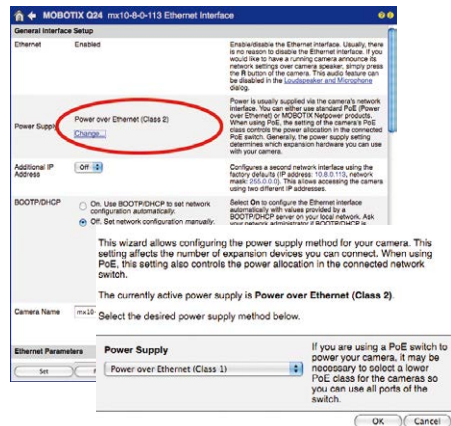 MOBOTIX Q24 mx10-8-0-113 Ethernet Interface
General Interface Setup
Ethernet
Enabled
Enable/disable the Ethernet interface. Usually, there
is no reason to disable the Ethernet interface. If you
would like to have a running camera announce its
network settings over camera speaker, simply press
the R button of the camera. This audio feature can
be disabled in the Loudspeaker and Microphone
dialog.
Power Supply
Power over Ethernet (Class 2)
Change...
Power is usually supplied via the camera's network
interface. You can either use standard PoE (Power
over Ethernet) or MOBOTIX Netpower products.
When using PoE, the setting of the camera's PoE
class controls the power allocation in the connected
PoE switch. Generally, the power supply setting
determines which expansion hardware you can use
with your camera.
Additional IP
Address
Off
Configures a second network interface using the
factory defaults (IP address: 10.8.0.113, network
mask: 255.0.0.0). This allows accessing the camera
using two different IP addresses.
BOOTP/DHCP
On. Use BOOTP/DHCP to set network
configuration automatically.
Off. Set network configuration manually.
Select On to configure the Ethernet interface
automatically with values provided by a
BOOTP/DHCP server on your local network. Ask
your network administrator if BOOTP/DHCP is
This wizard allows configuring the power supply method for your camera. This
setting affects the number of expansion devices you can connect. When using
PoE, this setting also controls the power allocation in the connected network
switch.
The currently active power supply is Power over Ethernet (Class 2).
Select the desired power supply method below.
Camera Name
mx10-
Ethernet Parameters
Set
Power Supply
Power over Ethernet (Class 1)
If you are using a PoE switch to
power your camera, it may be
necessary to select a lower
PoE class for the cameras so
you can use all ports of the
switch.
OK
Cancel